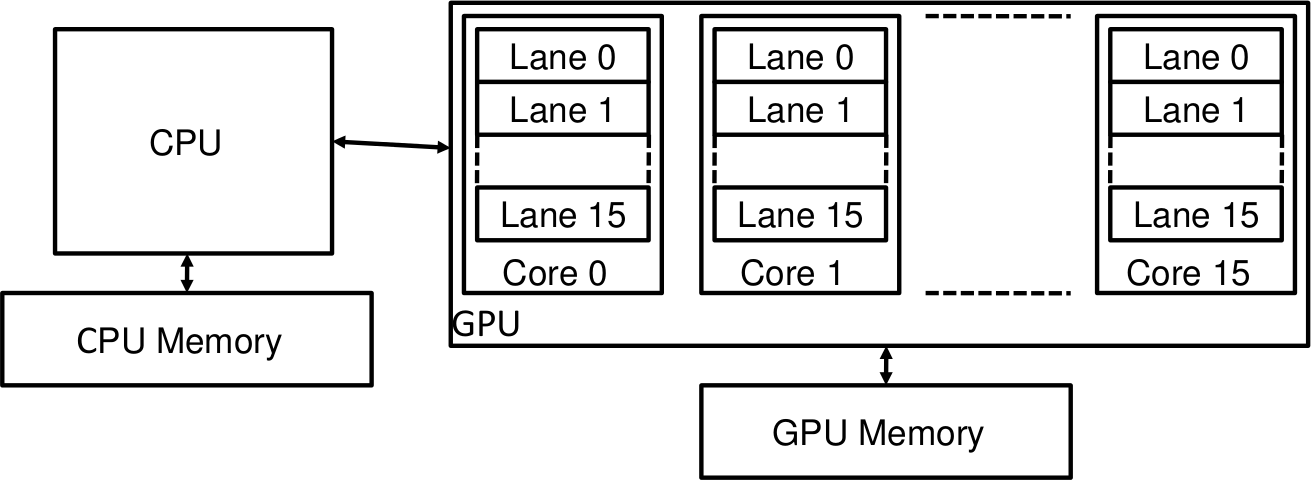 CPU
CPU Memory
Lane 0
Lane 1
Lane 15
Core 0
Lane 0
Lane 1
Lane 15
Core 1
Lane 0
Lane 1
Lane 15
Core 15
GPU
GPU Memory